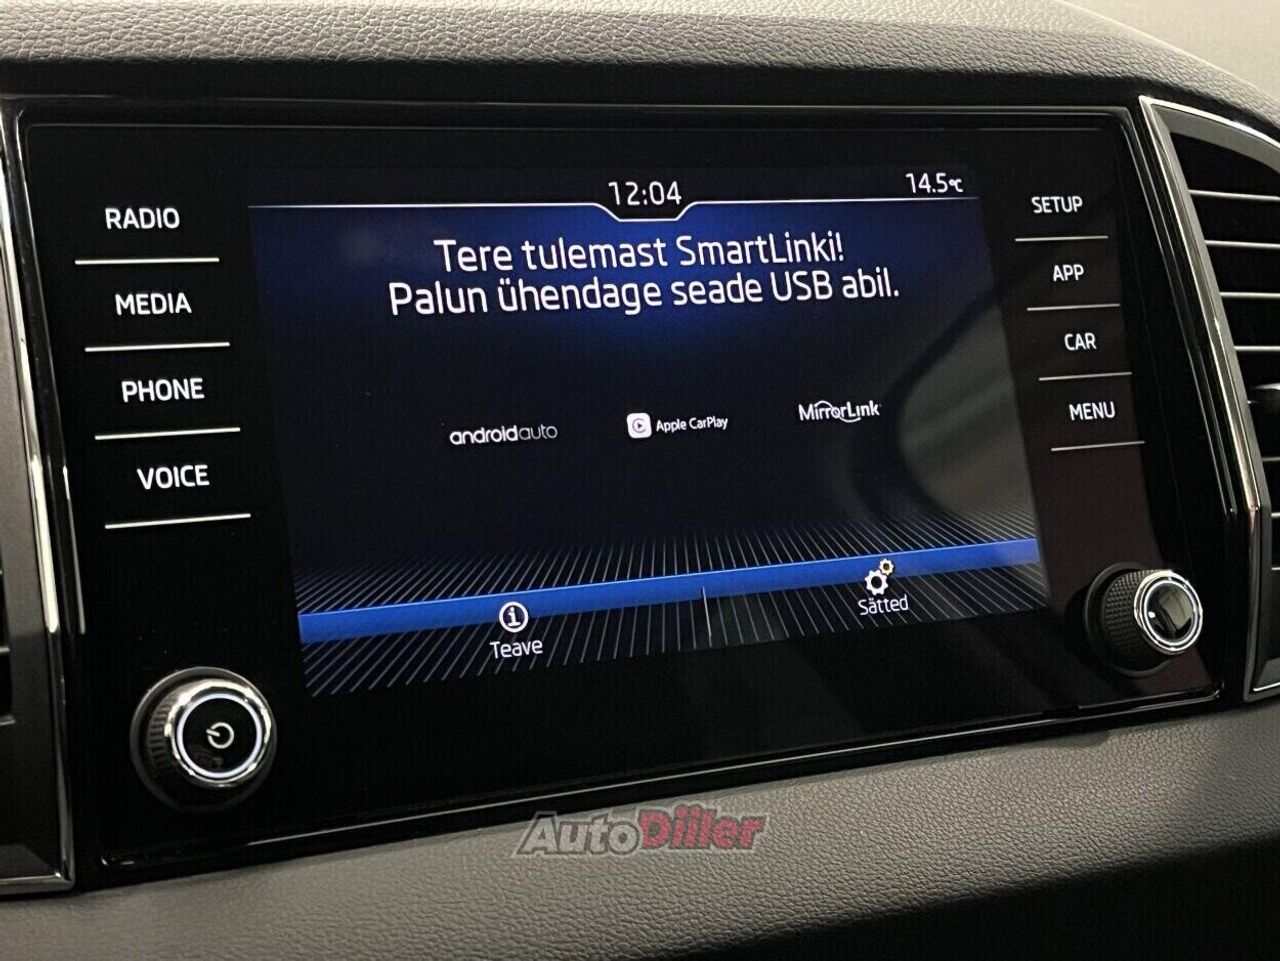 12:04
14.5°C
RADIO
MEDIA
PHONE
VOICE
Tere tulemast SmartLinki!
Palun ühendage seade USB abil.
androidauto
Apple CarPlay
MirrorLink
Teave
Sätted
SETUP
APP
CAR
MENU
AutoDiiler